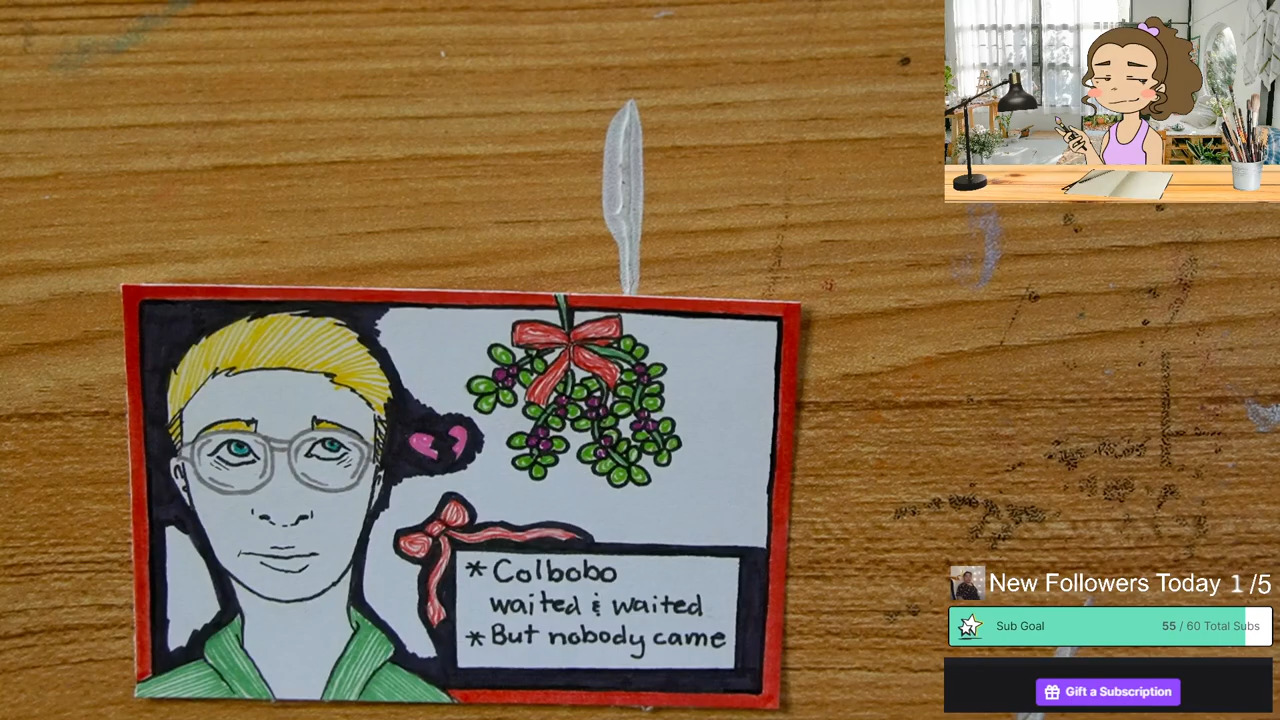 * Colbobo
waited & waited
* But nobody came
New Followers Today 1 /5
Sub Goal 55 / 60 Total Subs
Gift a Subscription